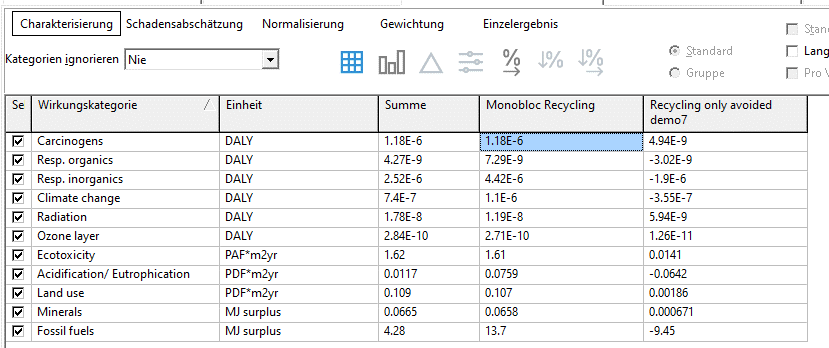 Charakterisierung Schadensabschätzung Normalisierung Gewichtung Einzelergebnis
Kategorien ignorieren Nie
% % %
Standard
Gruppe
Lang
Pro V
Se Wirkungskategorie Einheit Summe Monobloc Recycling Recycling only avoided
demo7
Carcinogens DALY 1.18E-6 1.18E-6 4.94E-9
Resp. organics DALY 4.27E-9 7.29E-9 -3.02E-9
Resp. inorganics DALY 2.52E-6 4.42E-6 -1.9E-6
Climate change DALY 7.4E-7 1.1E-6 -3.55E-7
Radiation DALY 1.78E-8 1.19E-8 5.94E-9
Ozone layer DALY 2.84E-10 2.71E-10 1.26E-11
Ecotoxicity PAF*m2yr 1.62 1.61 0.0141
Acidification/ Eutrophication PDF*m2yr 0.0117 0.0759 -0.0642
Land use PDF*m2yr 0.109 0.107 0.00186
Minerals MJ surplus 0.0665 0.0658 0.000671
Fossil fuels MJ surplus 4.28 13.7 -9.45